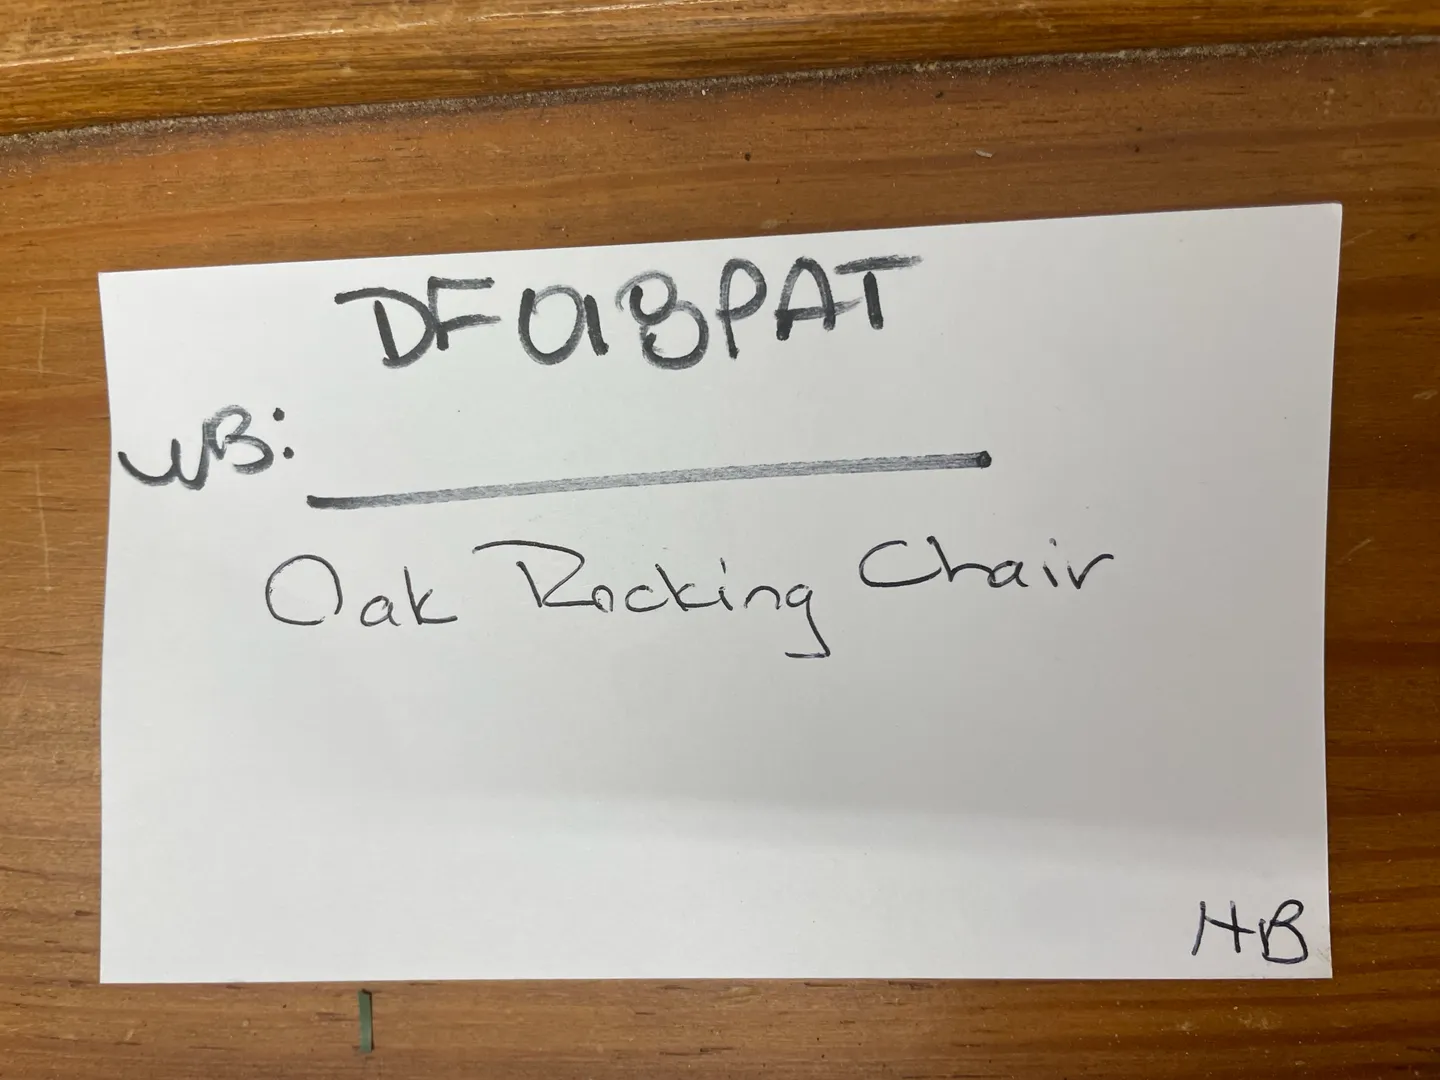 DF018PAT
WB:
Oak Rocking Chair
HB